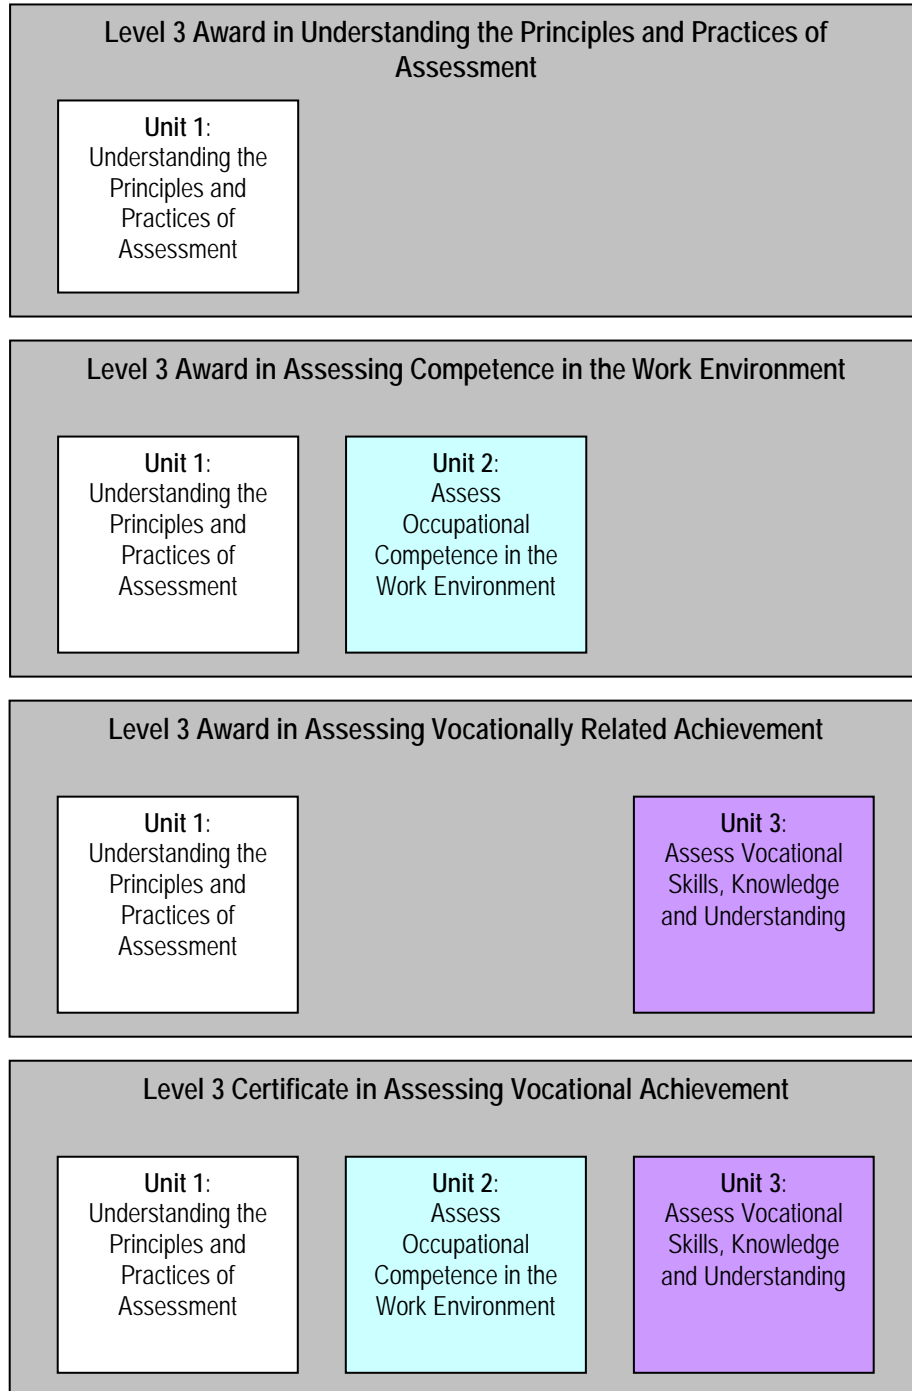 Level 3 Award in Understanding the Principles and Practices of
Assessment
Unit 1:
Understanding the
Principles and
Practices of
Assessment
Level 3 Award in Assessing Competence in the Work Environment
Unit 1:
Understanding the
Principles and
Practices of
Assessment
Unit 2:
Assess
Occupational
Competence in the
Work Environment
Level 3 Award in Assessing Vocationally Related Achievement
Unit 1:
Understanding the
Principles and
Practices of
Assessment
Unit 3:
Assess Vocational
Skills, Knowledge
and Understanding
Level 3 Certificate in Assessing Vocational Achievement
Unit 1:
Understanding the
Principles and
Practices of
Assessment
Unit 2:
Assess
Occupational
Competence in the
Work Environment
Unit 3:
Assess Vocational
Skills, Knowledge
and Understanding